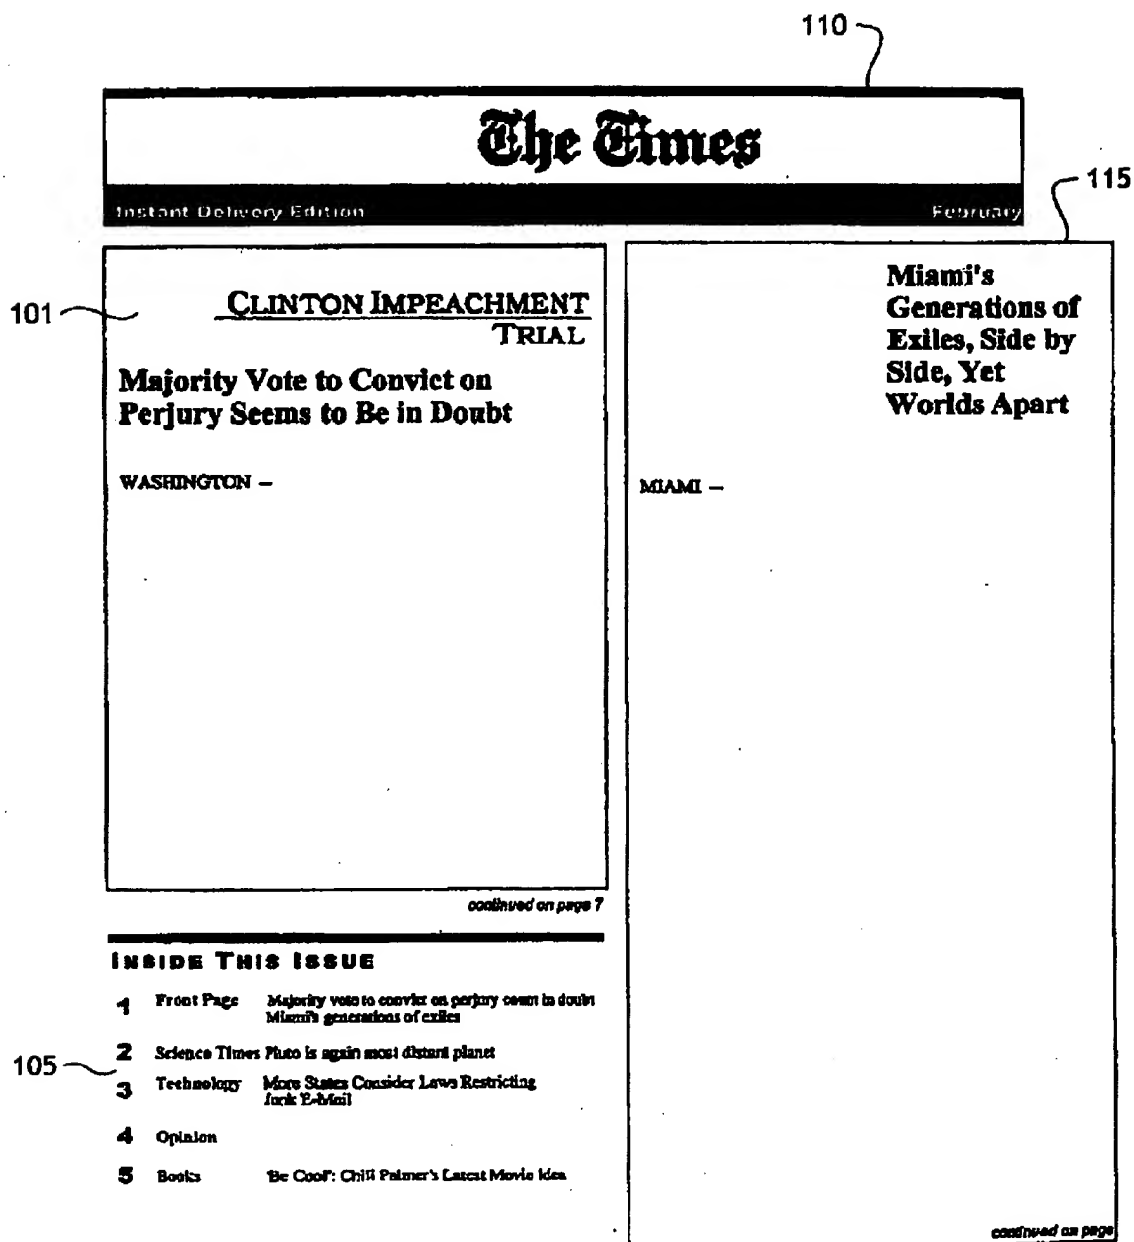 110
The Times
Instant Delivery Edition February
115
101
CLINTON IMPEACHMENT
TRIAL
Majority Vote to Convict on
Perjury Seems to Be in Doubt
WASHINGTON –
continued on page 7
Miami's
Generations of
Exiles, Side by
Side, Yet
Worlds Apart
MIAMI –
continued on page
INSIDE THIS ISSUE
1 Front Page Majority vote to convict on perjury count in doubt
Miami's generations of exiles
105
2 Science Times Pluto is again most distant planet
3 Technology More States Consider Laws Restricting
Junk E-Mail
4 Opinion
5 Books 'Be Cool': Chili Palmer's Latest Movie Idea